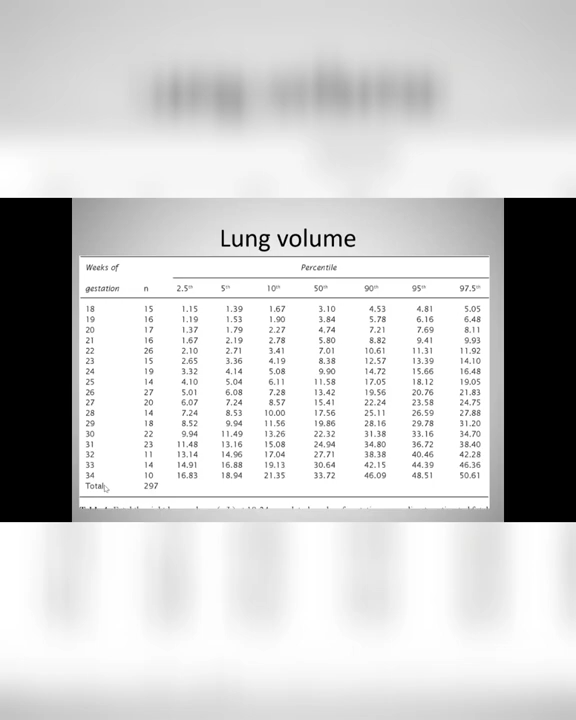 Lung volume
Weeks of Percentile
gestation n 2.5th 5th 10th 50th 90th 95th 97.5th
18 15 1.15 1.39 1.67 3.10 4.53 4.81 5.05
19 16 1.19 1.53 1.90 3.84 5.78 6.16 6.48
20 17 1.37 1.79 2.27 4.74 7.21 7.69 8.11
21 16 1.67 2.19 2.78 5.80 8.82 9.41 9.93
22 26 2.10 2.71 3.41 7.01 10.61 11.31 11.92
23 15 2.65 3.36 4.19 8.38 12.57 13.39 14.10
24 19 3.32 4.14 5.08 9.90 14.72 15.66 16.48
25 14 4.10 5.04 6.11 11.58 17.05 18.12 19.05
26 27 5.01 6.08 7.28 13.42 19.56 20.76 21.83
27 20 6.07 7.24 8.57 15.41 22.24 23.58 24.75
28 14 7.24 8.53 10.00 17.56 25.11 26.59 27.88
29 18 8.52 9.94 11.56 19.86 28.16 29.78 31.20
30 22 9.94 11.49 13.26 22.32 31.38 33.16 34.70
31 23 11.48 13.16 15.08 24.94 34.80 36.72 38.40
32 11 13.14 14.96 17.04 27.71 38.38 40.46 42.28
33 14 14.91 16.88 19.13 30.64 42.15 44.39 46.36
34 10 16.83 18.94 21.35 33.72 46.09 48.51 50.61
Total 297